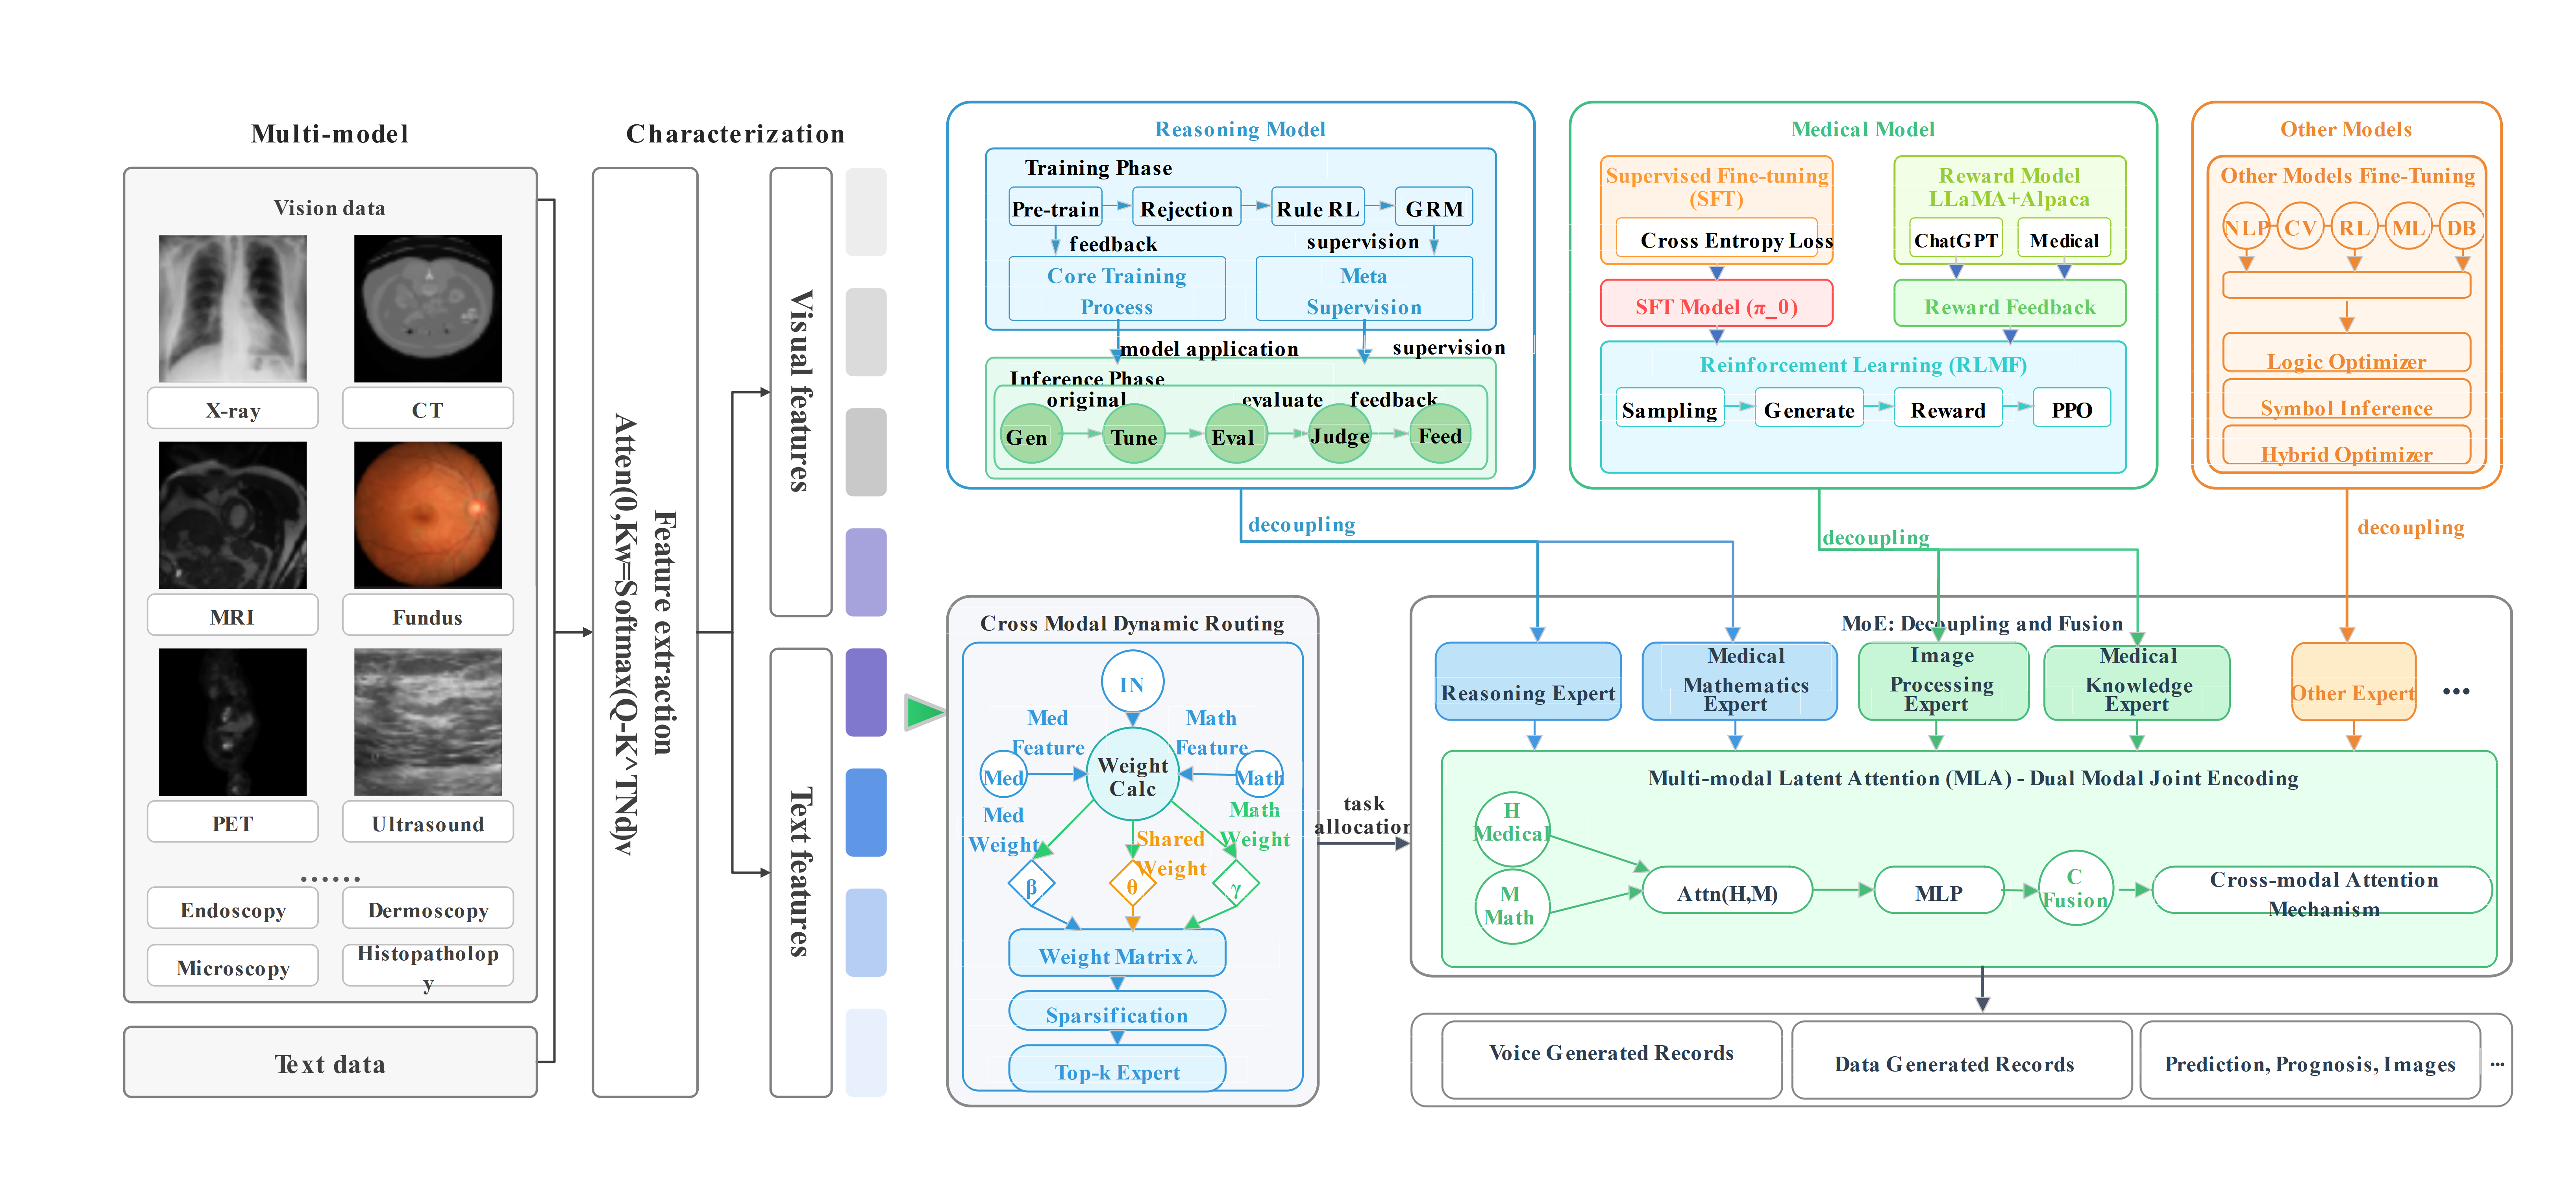 Multi-model
Vision data
X-ray
CT
MRI
Fundus
PET
Ultrasound
......
Endoscopy
Dermoscopy
Microscopy
Histopatholop
y
Text data
Characterization
Feature extraction
Atten(0,Kw=Softmax(Q-K^TNd)v
Visual features
Text features
Reasoning Model
Training Phase
Pre-train
Rejection
Rule RL
GRM
feedback
supervision
Core Training
Process
Meta
Supervision
model application
supervision
Inference Phase
original
evaluate
feedback
Gen
Tune
Eval
Judge
Feed
decoupling
Medical Model
Supervised Fine-tuning
(SFT)
Cross Entropy Loss
SFT Model (π_0)
Reward Model
LLaMA+Alpaca
ChatGPT
Medical
Reward Feedback
Reinforcement Learning (RLMF)
Sampling
Generate
Reward
PPO
decoupling
Other Models
Other Models Fine-Tuning
NLP
CV
RL
ML
DB
Logic Optimizer
Symbol Inference
Hybrid Optimizer
decoupling
Cross Modal Dynamic Routing
IN
Med
Feature
Math
Feature
Med
Weight
Calc
Math
Med
Weight
Shared
Weight
Math
Weight
β
θ
γ
Weight Matrix λ
Sparsification
Top-k Expert
task
allocation
MoE: Decoupling and Fusion
Reasoning Expert
Medical
Mathematics
Expert
Image
Processing
Expert
Medical
Knowledge
Expert
Other Expert
...
Multi-modal Latent Attention (MLA) - Dual Modal Joint Encoding
H
Medical
M
Math
Attn(H,M)
MLP
C
Fusion
Cross-modal Attention
Mechanism
Voice Generated Records
Data Generated Records
Prediction, Prognosis, Images
...